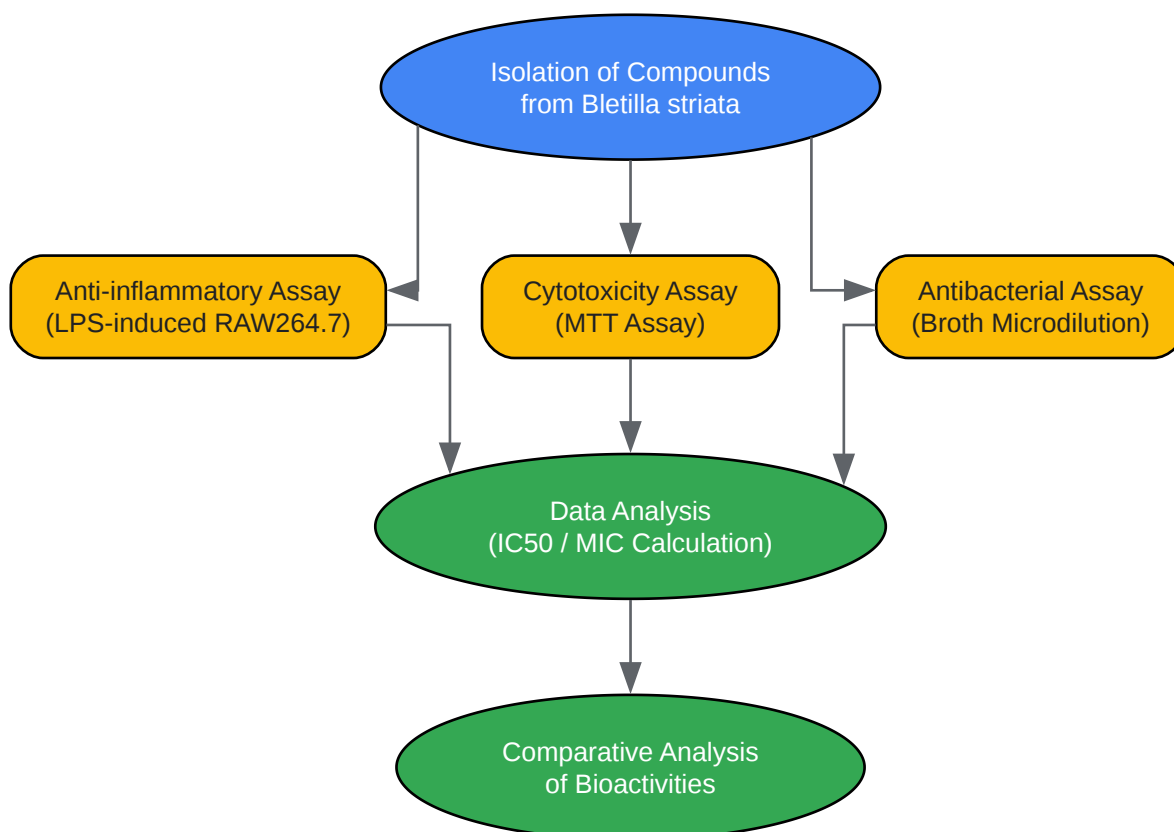 Isolation of Compounds
from Bletilla striata
Anti-inflammatory Assay
(LPS-induced RAW264.7)
Cytotoxicity Assay
(MTT Assay)
Antibacterial Assay
(Broth Microdilution)
Data Analysis
(IC50 / MIC Calculation)
Comparative Analysis
of Bioactivities